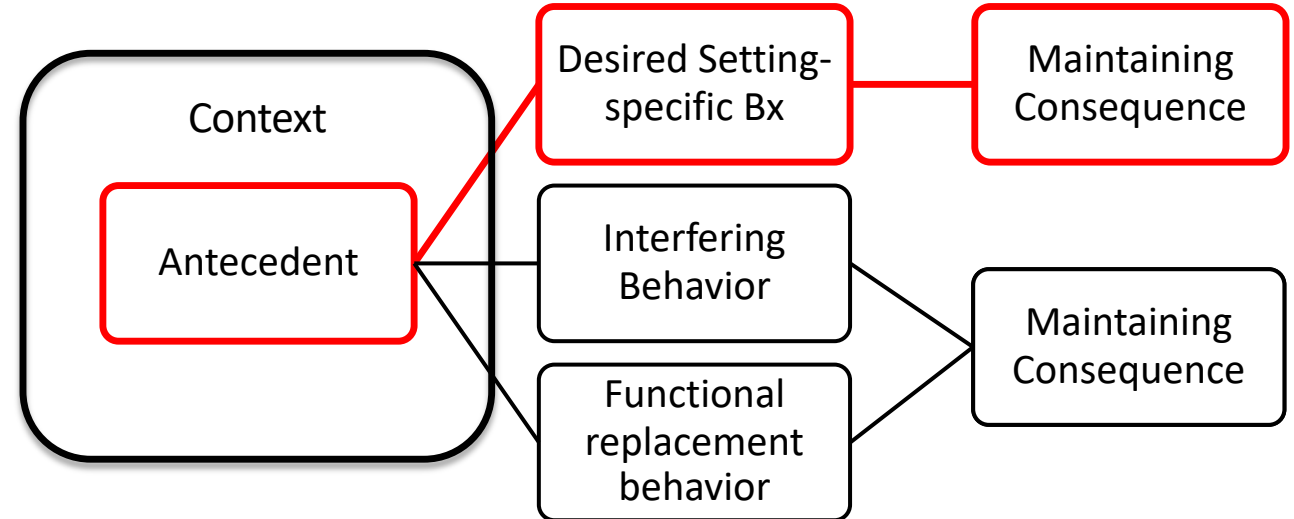 Context
Antecedent
Desired Setting-
specific Bx
Maintaining
Consequence
Interfering
Behavior
Functional
replacement
behavior
Maintaining
Consequence